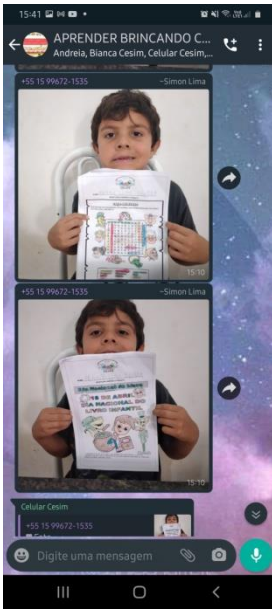 15:41
APRENDER BRINCANDO C...
Andreia, Bianca Cesim, Celular Cesim,...
+55 15 99672-1535 ~Simon Lima
15:10
+55 15 99672-1535 ~Simon Lima
18 DE ABRIL
DIA NACIONAL DO
LIVRO INFANTIL
15:10
Celular Cesim
+55 15 99672-1535
Foto
Digite uma mensagem